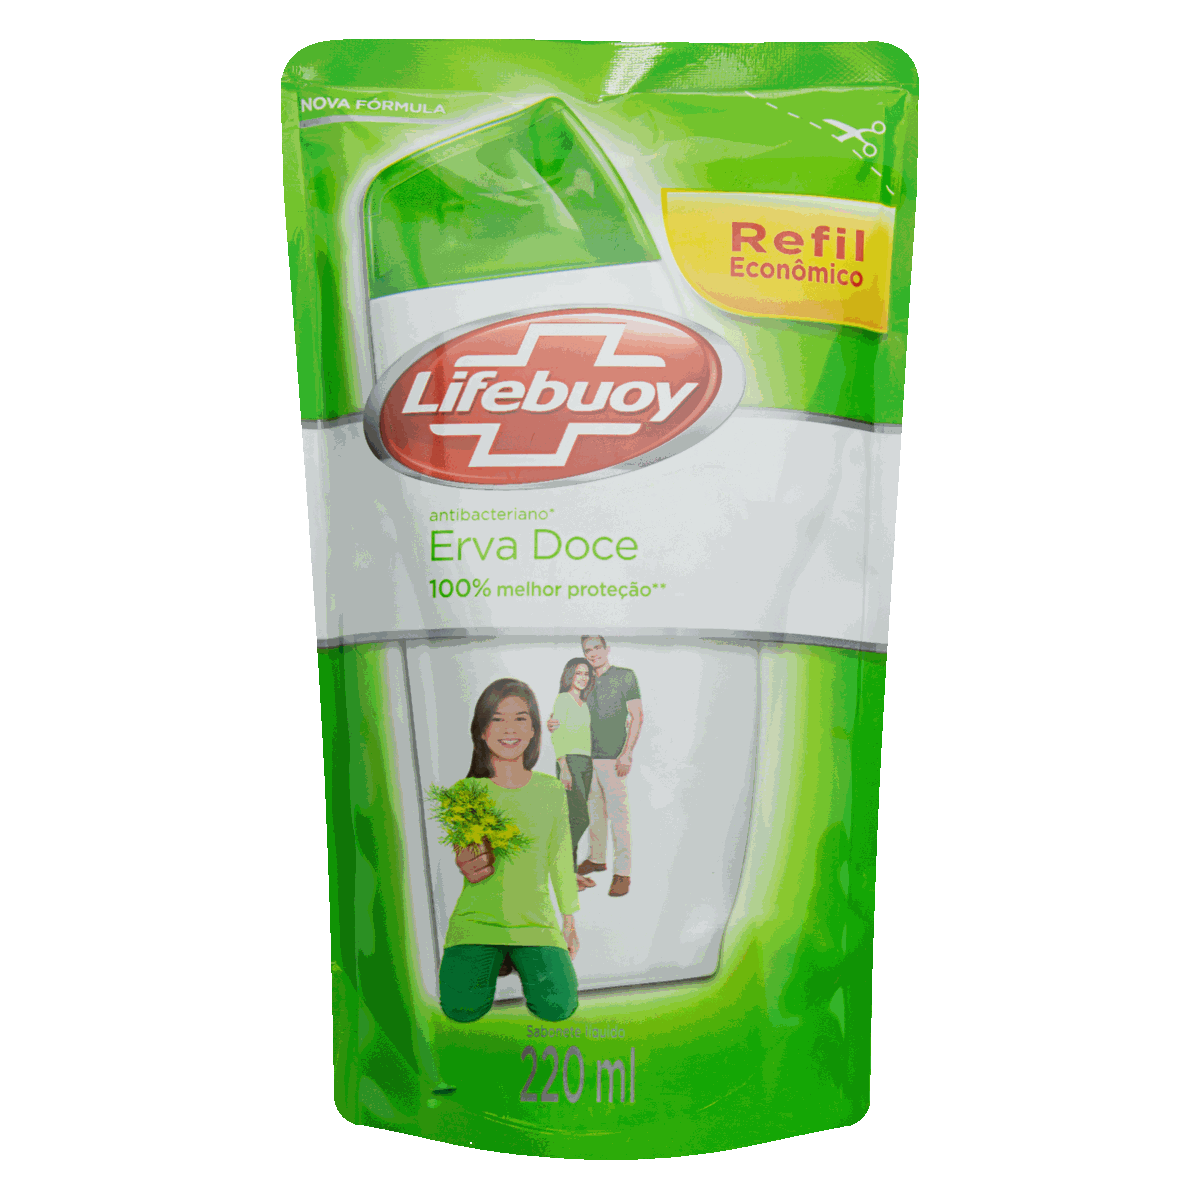 NOVA FÓRMULA
Refil
Econômico
Lifebuoy
antibacteriano*
Erva Doce
100% melhor proteção**
Sabonete líquido
220 ml